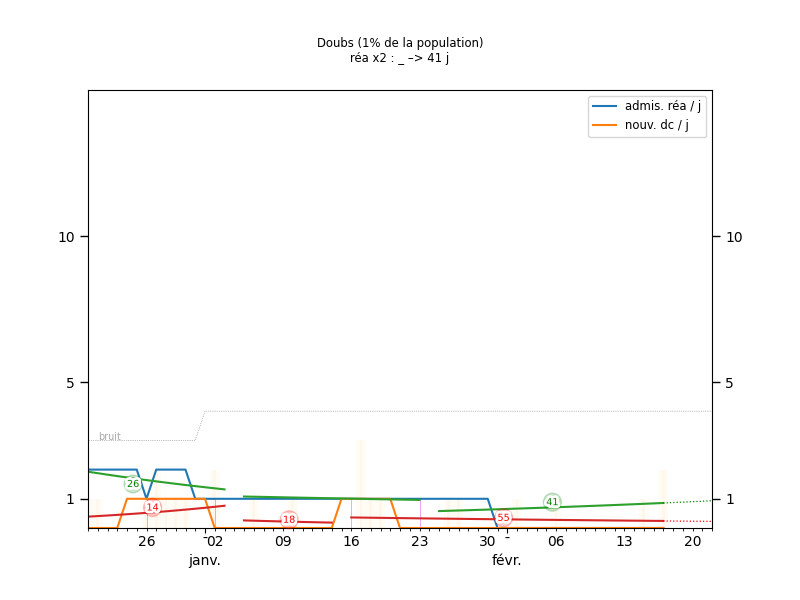 Doubs (1% de la population)
réa x2 : _ –> 41 j
admis. réa / j
nouv. dc / j
10 10
5 5
bruit
26 14 18 55 41
1 1
26 02 09 16 23 30 06 13 20
janv. févr.